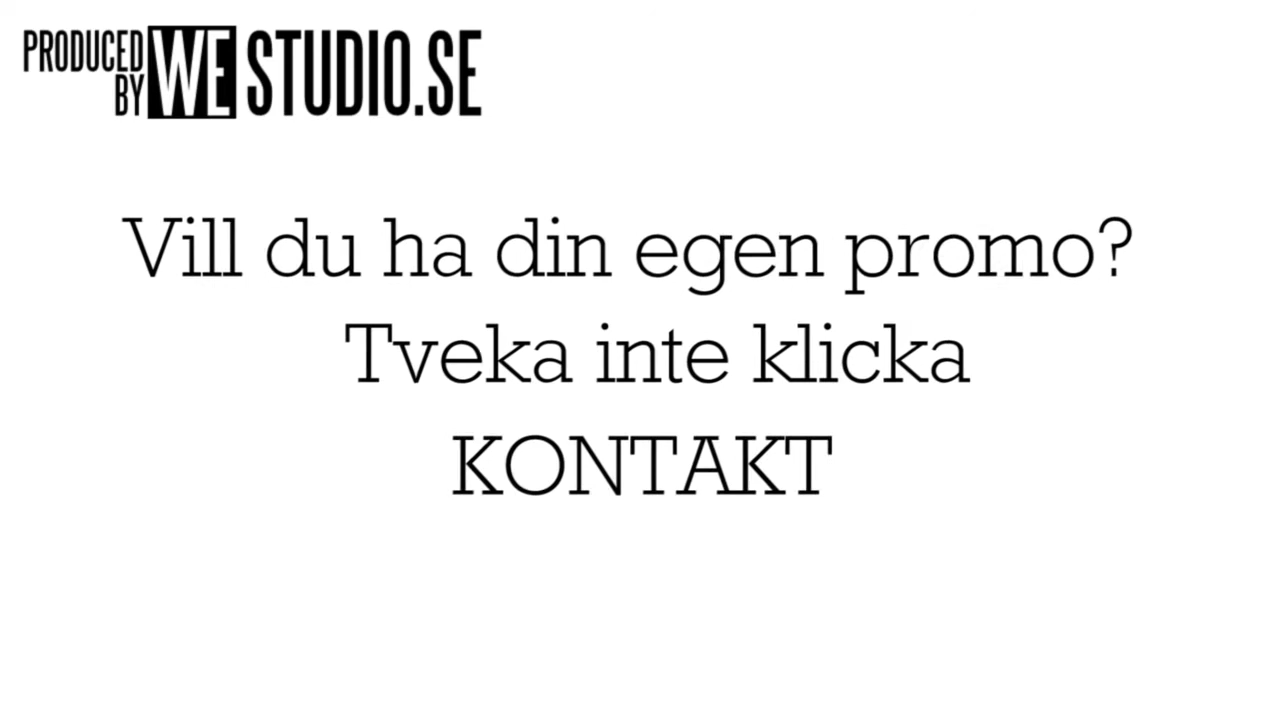 PRODUCED BY WE STUDIO.SE
Vill du ha din egen promo?
Tveka inte klicka
KONTAKT